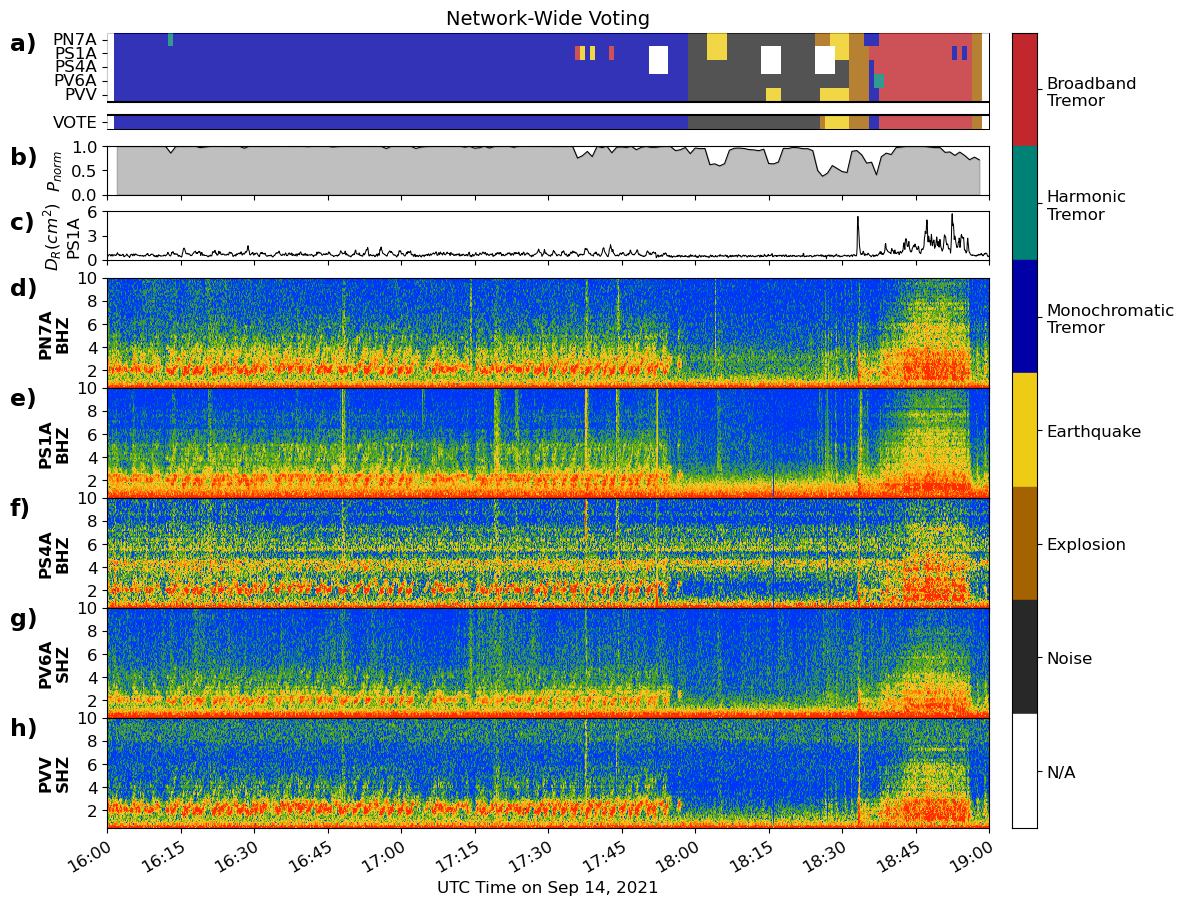 Network-Wide Voting
a)
PN7A
PS1A
PS4A
PV6A
PVV
VOTE
b)
P_norm
1.0
0.5
0.0
c)
D_R(cm²)
PS1A
6
3
0
d)
PN7A
BHZ
10
8
6
4
2
e)
PS1A
BHZ
10
8
6
4
2
f)
PS4A
BHZ
10
8
6
4
2
g)
PV6A
SHZ
10
8
6
4
2
h)
PVV
SHZ
10
8
6
4
2
16:00 16:15 16:30 16:45 17:00 17:15 17:30 17:45 18:00 18:15 18:30 18:45 19:00
UTC Time on Sep 14, 2021
Broadband
Tremor
Harmonic
Tremor
Monochromatic
Tremor
Earthquake
Explosion
Noise
N/A